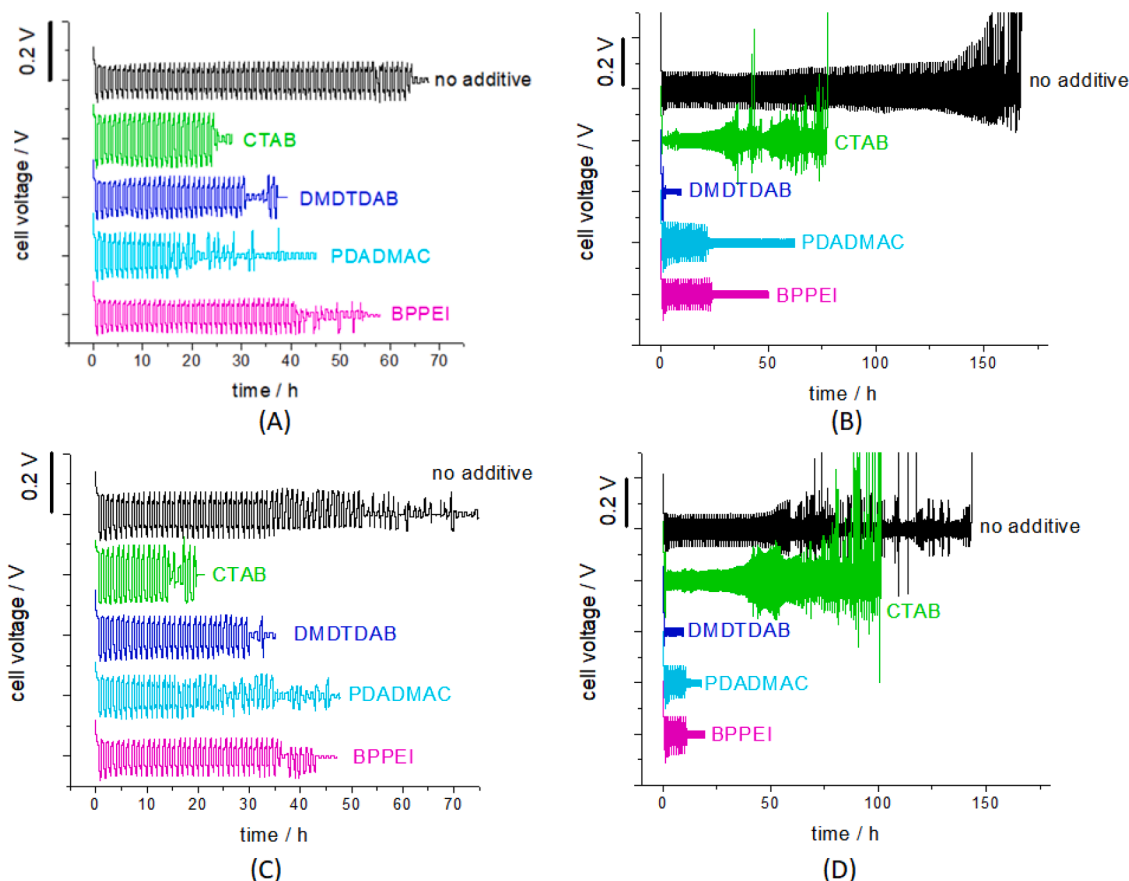 0.2 V
cell voltage / V
no additive
CTAB
DMDTDAB
PDADMAC
BPPEI
0 10 20 30 40 50 60 70
time / h
(A)
0.2 V
cell voltage / V
no additive
CTAB
DMDTDAB
PDADMAC
BPPEI
0 50 100 150
time / h
(B)
0.2 V
cell voltage / V
no additive
CTAB
DMDTDAB
PDADMAC
BPPEI
0 10 20 30 40 50 60 70
time / h
(C)
0.2 V
cell voltage / V
no additive
CTAB
DMDTDAB
PDADMAC
BPPEI
0 50 100 150
time / h
(D)